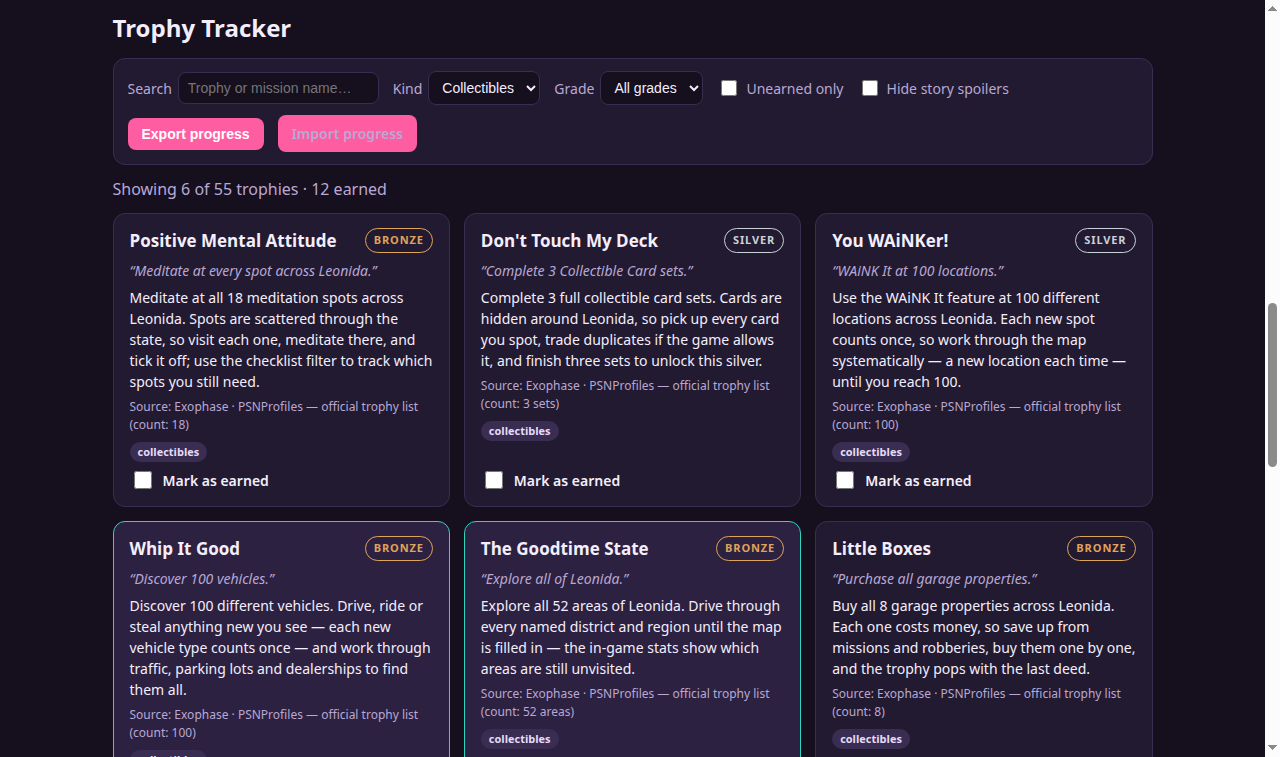 Trophy Tracker
Search Trophy or mission name… Kind Collectibles Grade All grades Unearned only Hide story spoilers
Export progress Import progress
Showing 6 of 55 trophies · 12 earned
Positive Mental Attitude BRONZE
“Meditate at every spot across Leonida.”
Meditate at all 18 meditation spots across
Leonida. Spots are scattered through the
state, so visit each one, meditate there, and
tick it off; use the checklist filter to track which
spots you still need.
Source: Exophase · PSNProfiles — official trophy list
(count: 18)
collectibles
Mark as earned
Don't Touch My Deck SILVER
“Complete 3 Collectible Card sets.”
Complete 3 full collectible card sets. Cards are
hidden around Leonida, so pick up every card
you spot, trade duplicates if the game allows
it, and finish three sets to unlock this silver.
Source: Exophase · PSNProfiles — official trophy list
(count: 3 sets)
collectibles
Mark as earned
You WAiNKer! SILVER
“WAiNK It at 100 locations.”
Use the WAiNK It feature at 100 different
locations across Leonida. Each new spot
counts once, so work through the map
systematically — a new location each time —
until you reach 100.
Source: Exophase · PSNProfiles — official trophy list
(count: 100)
collectibles
Mark as earned
Whip It Good BRONZE
“Discover 100 vehicles.”
Discover 100 different vehicles. Drive, ride or
steal anything new you see — each new
vehicle type counts once — and work through
traffic, parking lots and dealerships to find
them all.
Source: Exophase · PSNProfiles — official trophy list
(count: 100)
The Goodtime State BRONZE
“Explore all of Leonida.”
Explore all 52 areas of Leonida. Drive through
every named district and region until the map
is filled in — the in-game stats show which
areas are still unvisited.
Source: Exophase · PSNProfiles — official trophy list
(count: 52 areas)
collectibles
Little Boxes BRONZE
“Purchase all garage properties.”
Buy all 8 garage properties across Leonida.
Each one costs money, so save up from
missions and robberies, buy them one by one,
and the trophy pops with the last deed.
Source: Exophase · PSNProfiles — official trophy list
(count: 8)
collectibles